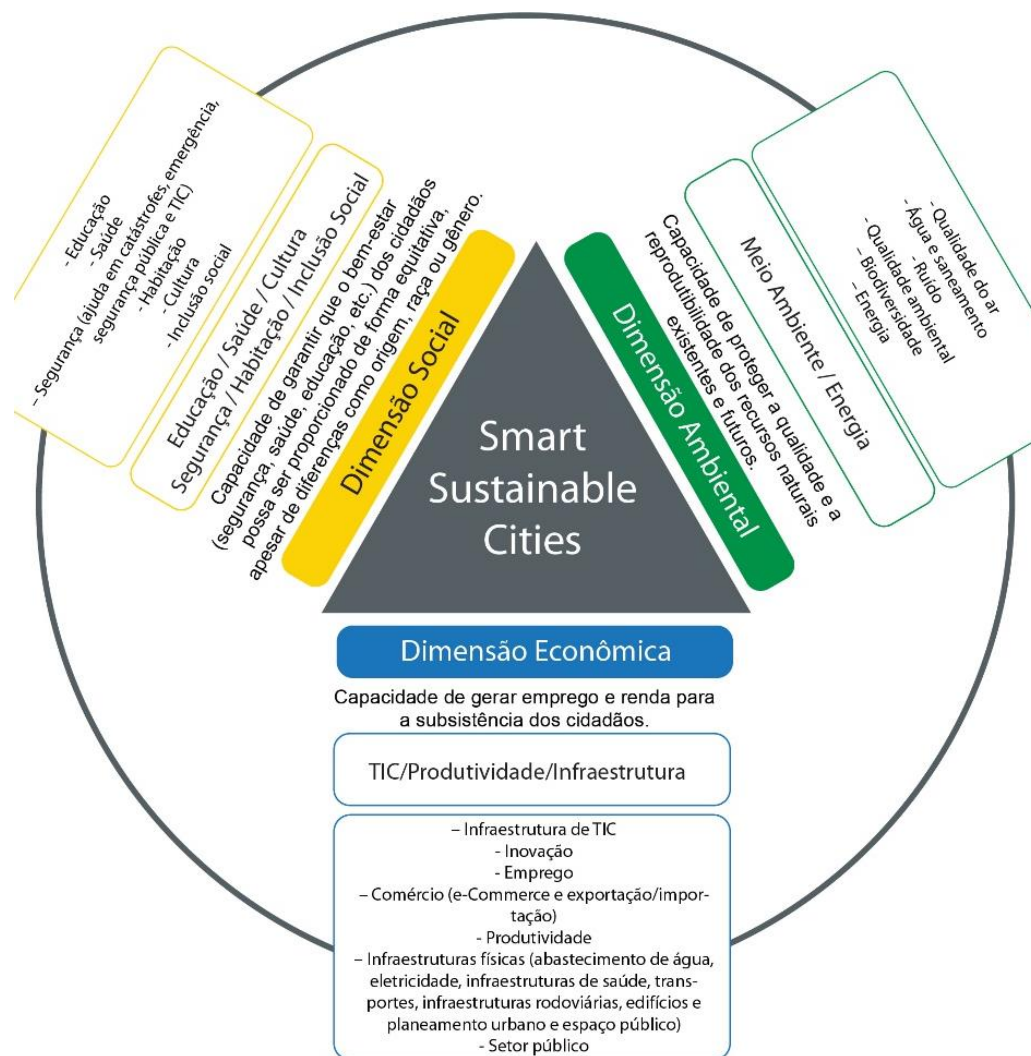 Smart
Sustainable
Cities
Dimensão Social
Capacidade de garantir que o bem-estar
(segurança, saúde, educação, etc.) dos cidadãos
possa ser proporcionado de forma equitativa,
apesar de diferenças como origem, raça ou gênero.
Educação / Saúde / Cultura
Segurança / Habitação / Inclusão Social
- Educação
- Saúde
– Segurança (ajuda em catástrofes, emergência,
segurança pública e TIC)
- Habitação
- Cultura
- Inclusão social
Dimensão Ambiental
Capacidade de proteger a qualidade e a
reprodutibilidade dos recursos naturais
existentes e futuros.
Meio Ambiente / Energia
- Qualidade do ar
- Água e saneamento
- Ruído
- Qualidade ambiental
- Biodiversidade
- Energia
Dimensão Econômica
Capacidade de gerar emprego e renda para
a subsistência dos cidadãos.
TIC/Produtividade/Infraestrutura
– Infraestrutura de TIC
- Inovação
- Emprego
– Comércio (e-Commerce e exportação/impor-
tação)
- Produtividade
– Infraestruturas físicas (abastecimento de água,
eletricidade, infraestruturas de saúde, trans-
portes, infraestruturas rodoviárias, edifícios e
planeamento urbano e espaço público)
- Setor público